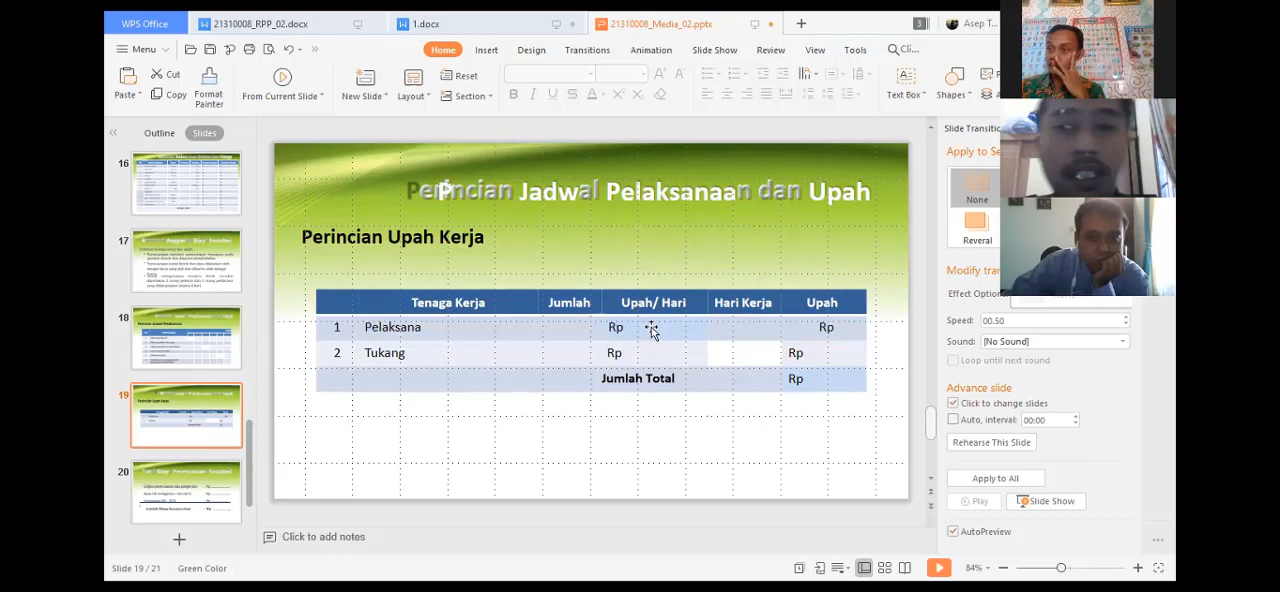 WPS Office
21310008_RPP_02.docx
1.docx
21310008_Media_02.pptx
3
Asep T...
Menu
Home
Insert
Design
Transitions
Animation
Slide Show
Review
View
Tools
Cli...
Paste
Cut
Copy
Format Painter
From Current Slide
New Slide
Layout
Reset
Section
Text Box
Shapes
Outline
Slides
16
17
18
19
20
Perincian Jadwal Pelaksanaan dan Upah
Perincian Upah Kerja
Tenaga Kerja Jumlah Upah/ Hari Hari Kerja Upah
1 Pelaksana Rp Rp
2 Tukang Rp Rp
Jumlah Total Rp
Click to add notes
Slide Transition
Apply to Se
None
Reveral
Modify tran
Effect Option
Speed: 00.50
Sound: [No Sound]
Loop until next sound
Advance slide
Click to change slides
Auto, interval: 00:00
Rehearse This Slide
Apply to All
Play
Slide Show
AutoPreview
Slide 19 / 21
Green Color
84%